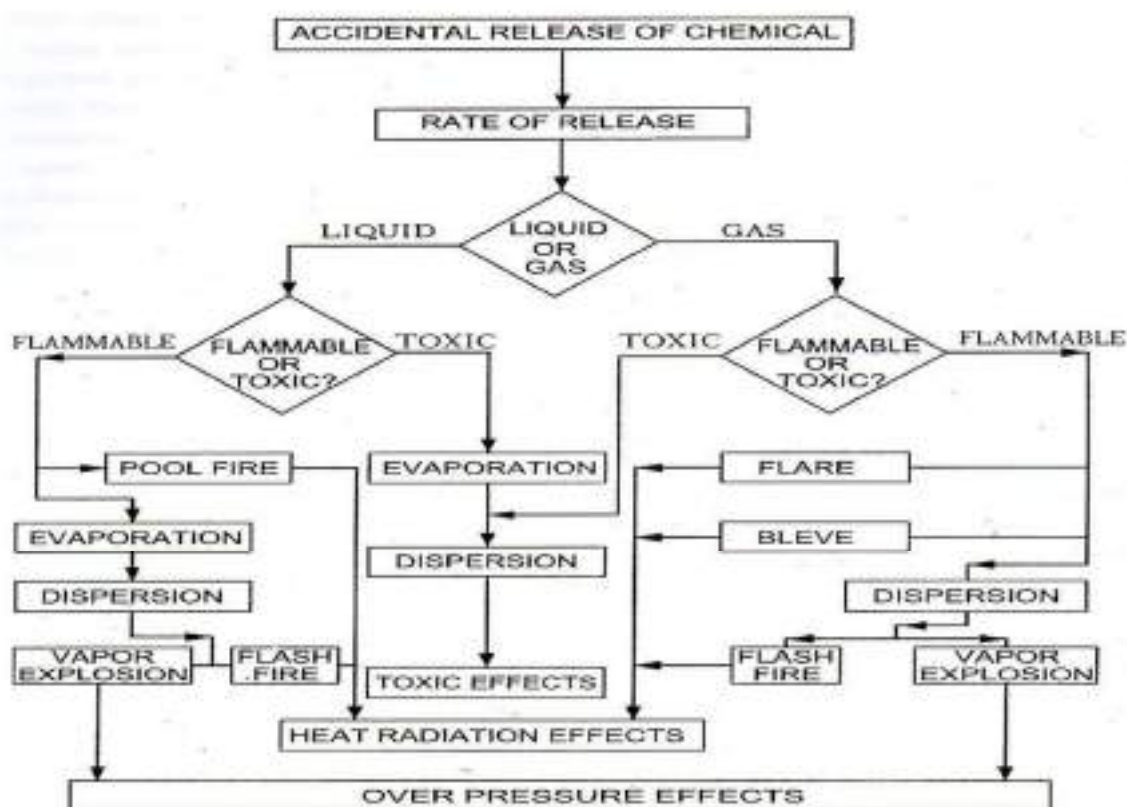 ACCIDENTAL RELEASE OF CHEMICAL
RATE OF RELEASE
LIQUID
LIQUID
OR
GAS
GAS
FLAMMABLE
FLAMMABLE
OR
TOXIC?
TOXIC
TOXIC
FLAMMABLE
OR
TOXIC?
FLAMMABLE
POOL FIRE
EVAPORATION
FLARE
EVAPORATION
BLEVE
DISPERSION
DISPERSION
DISPERSION
VAPOR
EXPLOSION
FLASH
.FIRE
TOXIC EFFECTS
FLASH
FIRE
VAPOR
EXPLOSION
HEAT RADIATION EFFECTS
OVER PRESSURE EFFECTS